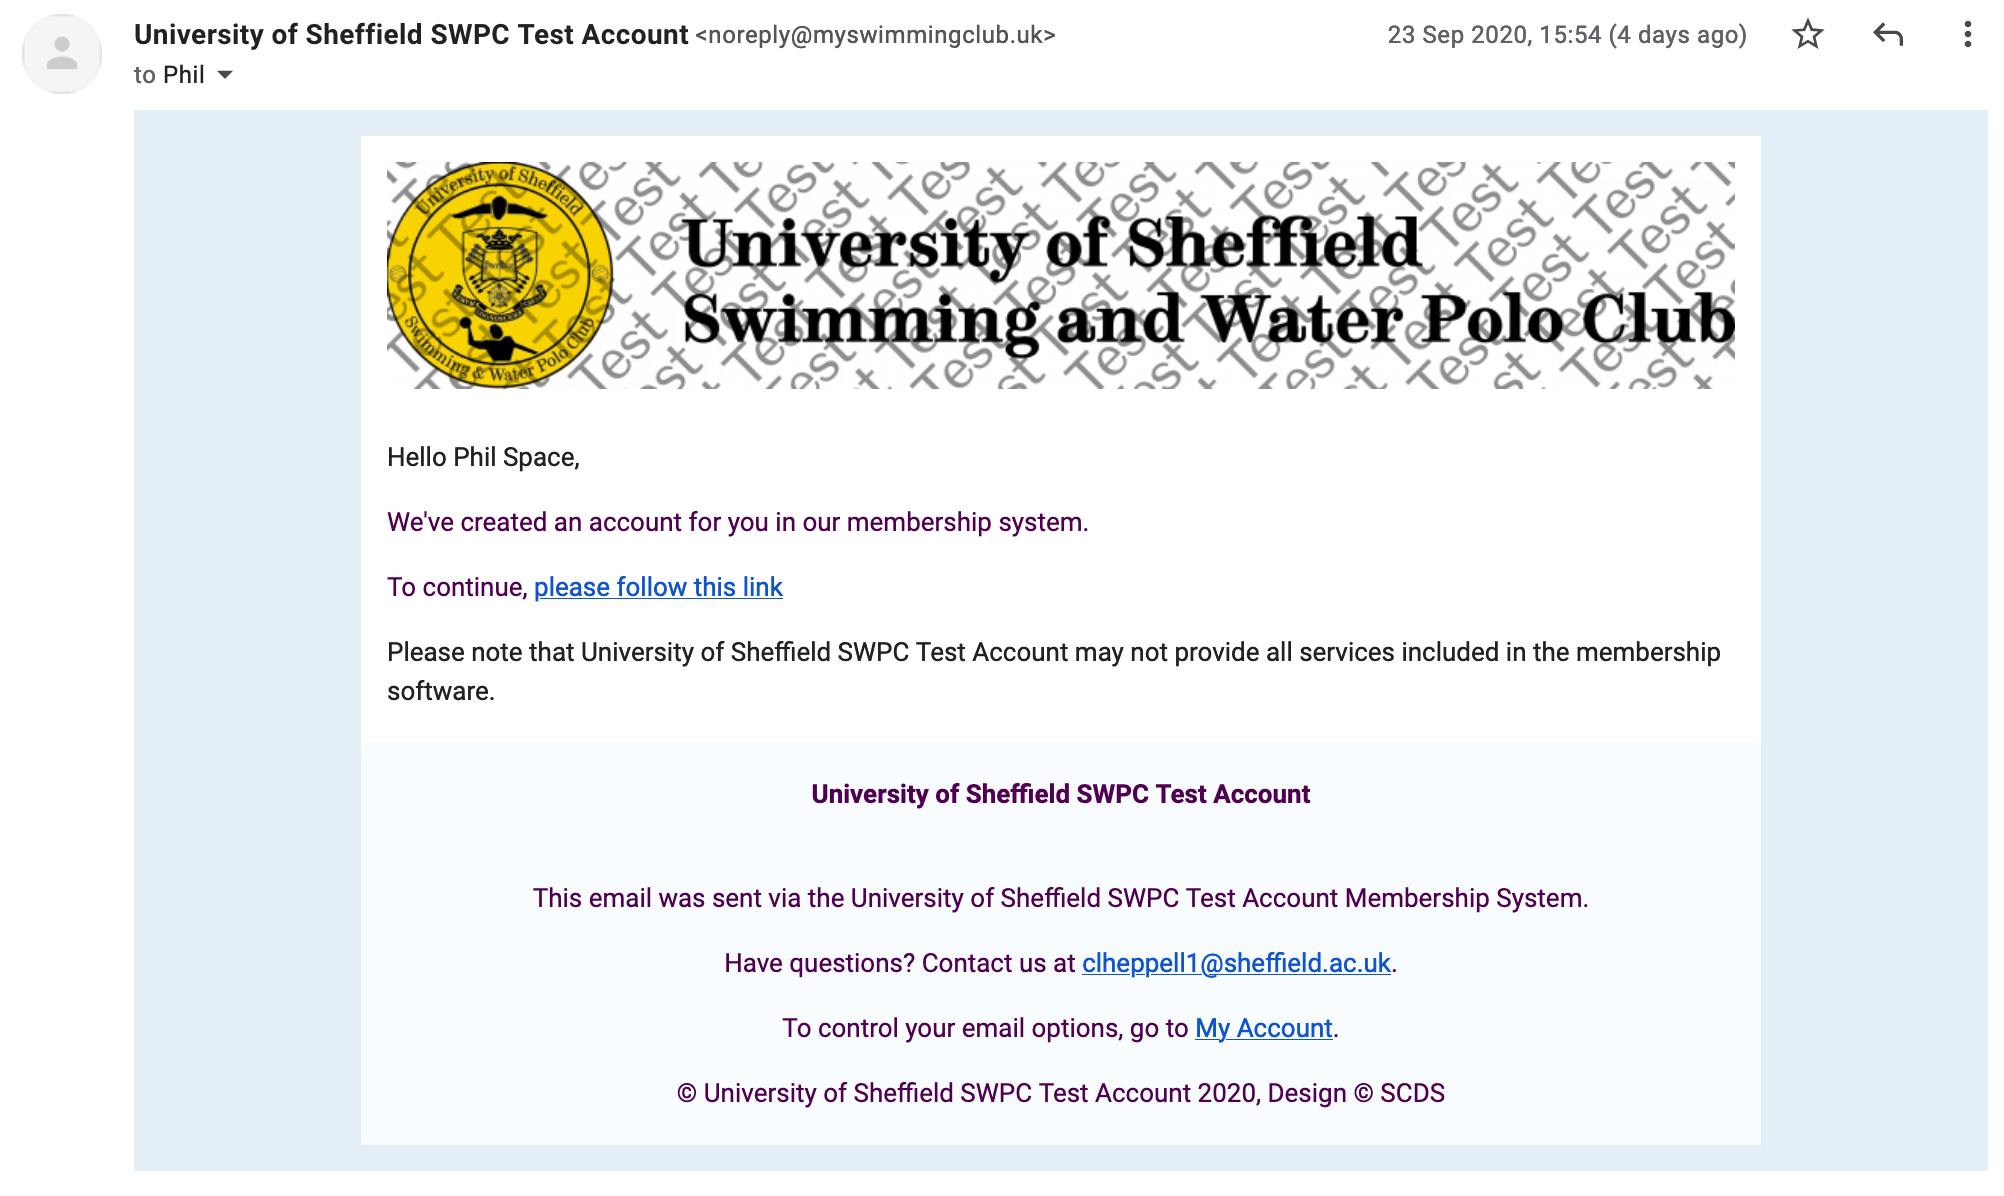 University of Sheffield SWPC Test Account <noreply@myswimmingclub.uk>
23 Sep 2020, 15:54 (4 days ago)
to Phil
University of Sheffield
Swimming & Water Polo Club
University of Sheffield
Swimming and Water Polo Club
Test Test Test Test Test Test
Hello Phil Space,
We've created an account for you in our membership system.
To continue, please follow this link
Please note that University of Sheffield SWPC Test Account may not provide all services included in the membership
software.
University of Sheffield SWPC Test Account
This email was sent via the University of Sheffield SWPC Test Account Membership System.
Have questions? Contact us at clheppell1@sheffield.ac.uk.
To control your email options, go to My Account.
© University of Sheffield SWPC Test Account 2020, Design © SCDS